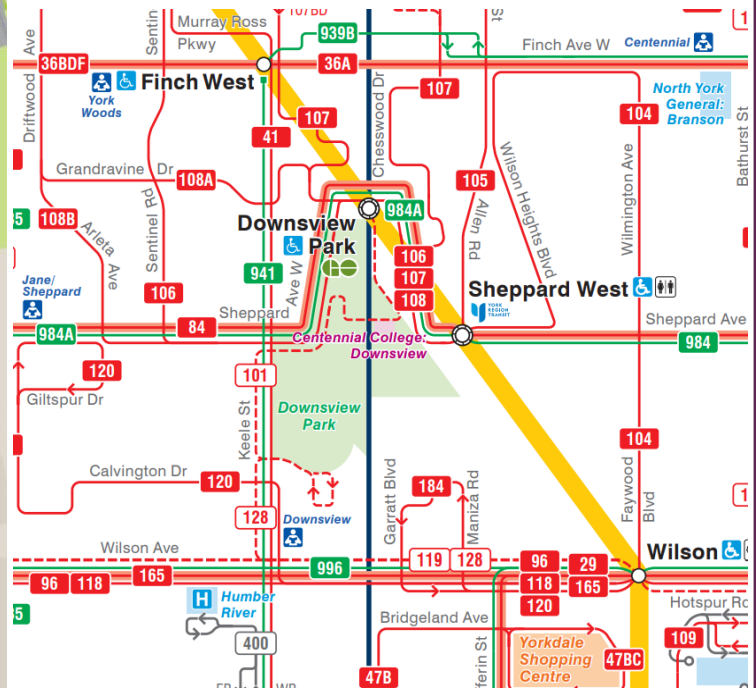 107BD
St
Murray Ross
Pkwy
939B
Finch Ave W
Centennial
36BDF
36A
York
Woods
Finch West
107
107
104
North York
General:
Branson
Driftwood Ave
Sentinel Rd
Chesswood Dr
Bathurst St
41
Grandravine Dr
108A
105
Wilson Heights Blvd
Allen Rd
Wilmington Ave
108B
Arleta Ave
Downsview
Park
984A
106
107
108
Jane/
Sheppard
941
106
Sheppard
Ave W
Sheppard West
YORK
REGION
TRANSIT
984A
84
Sheppard Ave
984
Centennial College:
Downsview
120
101
Giltspur Dr
Keele St
Downsview
Park
104
Calvington Dr
120
Garratt Blvd
184
Maniza Rd
Faywood Blvd
128
Downsview
Wilson Ave
996
119
128
96
29
Wilson
96
118
165
118
165
120
Humber
River
H
Hotspur Rd
Bridgeland Ave
400
fferin St
Yorkdale
Shopping
Centre
47BC
109
47B